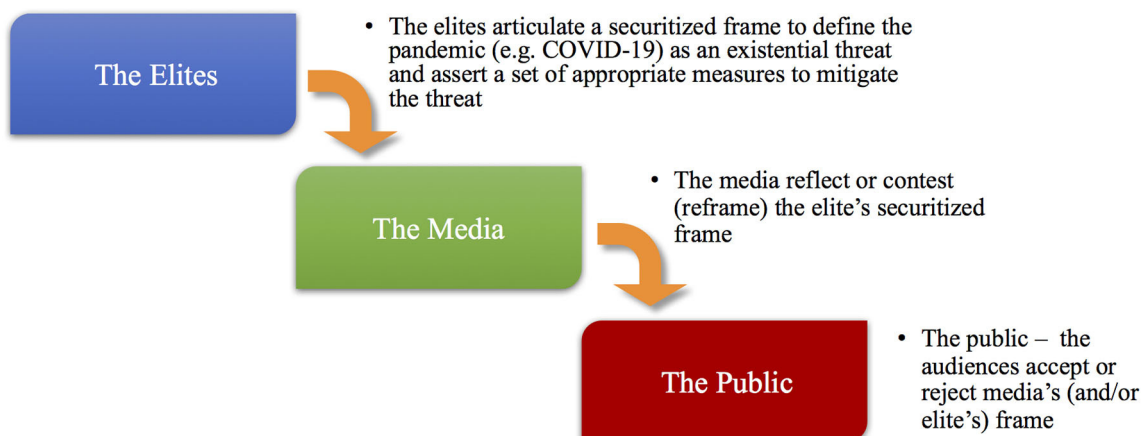 The Elites
• The elites articulate a securitized frame to define the
pandemic (e.g. COVID-19) as an existential threat
and assert a set of appropriate measures to mitigate
the threat
The Media
• The media reflect or contest
(reframe) the elite’s securitized
frame
The Public
• The public – the
audiences accept or
reject media’s (and/or
elite’s) frame